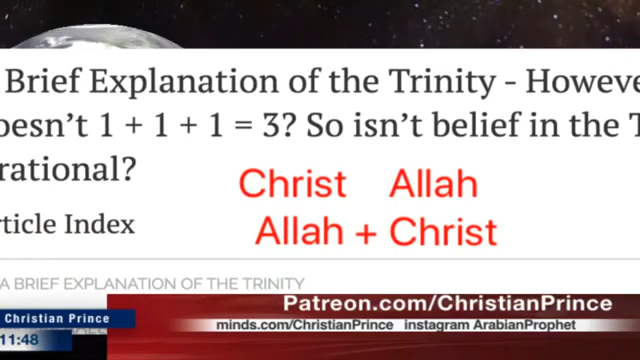 Brief Explanation of the Trinity - Howeve
oesn't 1 + 1 + 1 = 3? So isn't belief in the T
rational?
Christ Allah
Allah + Christ
rticle Index
A BRIEF EXPLANATION OF THE TRINITY
Patreon.com/ChristianPrince
Christian Prince
minds.com/ChristianPrince instagram ArabianProphet
11:48